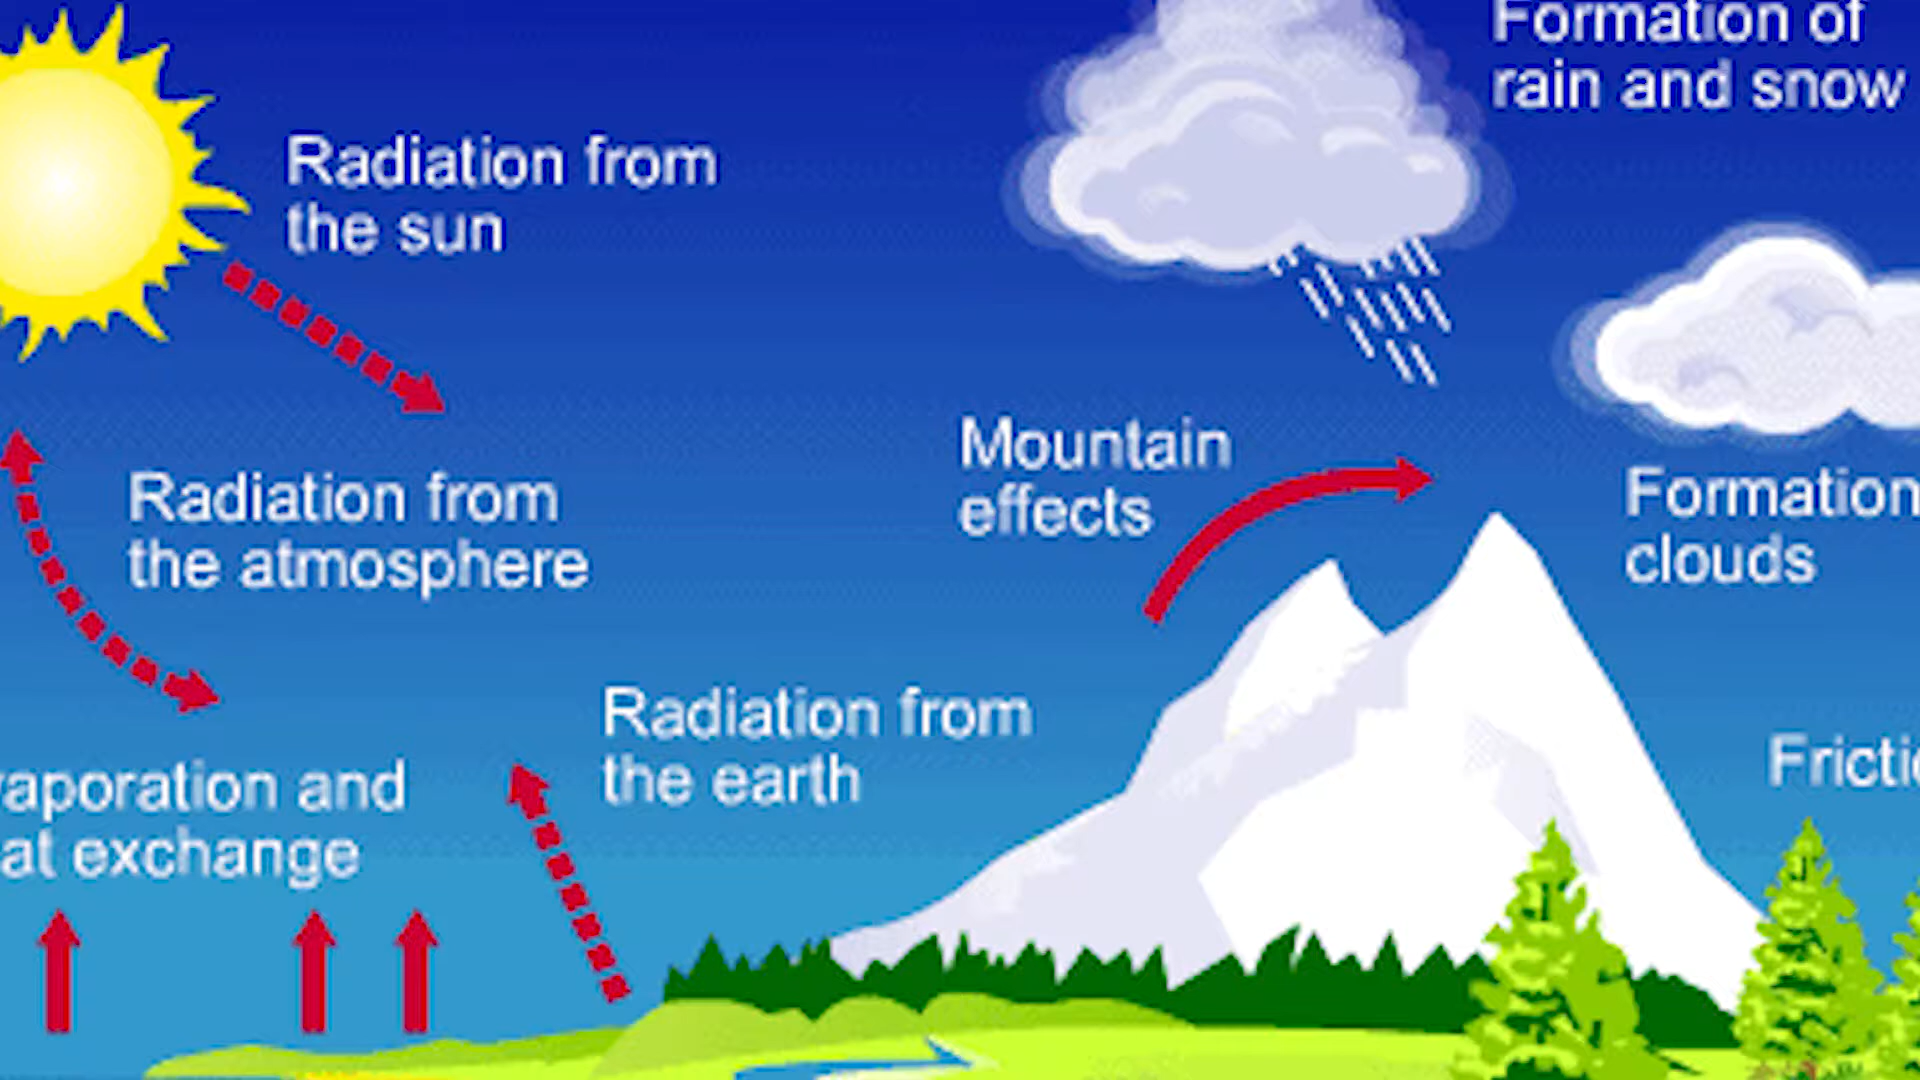 Formation of
rain and snow
Radiation from
the sun
Mountain
effects
Formation
clouds
Radiation from
the atmosphere
Radiation from
the earth
vaporation and
at exchange
Fricti